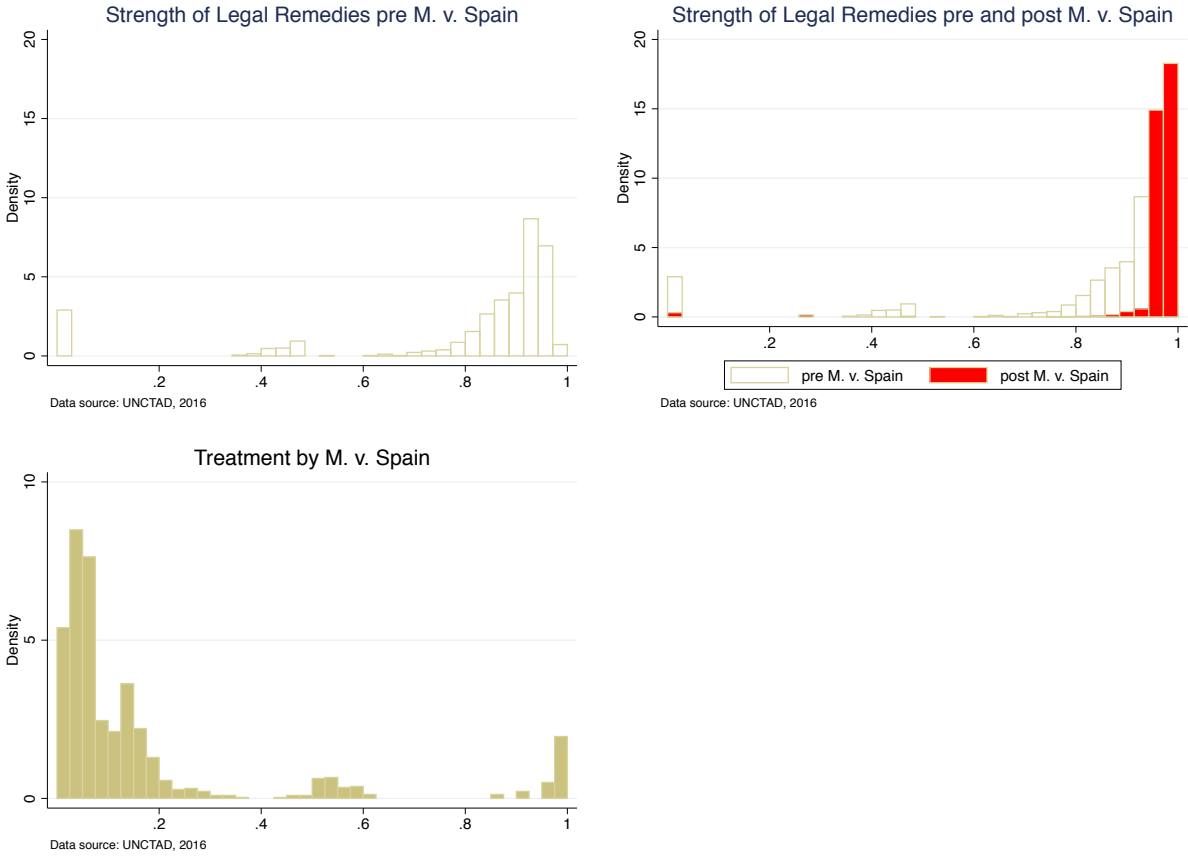 Strength of Legal Remedies pre M. v. Spain
Density
20
15
10
5
0
.2 .4 .6 .8 1
Data source: UNCTAD, 2016
Strength of Legal Remedies pre and post M. v. Spain
Density
20
15
10
5
0
.2 .4 .6 .8 1
pre M. v. Spain post M. v. Spain
Data source: UNCTAD, 2016
Treatment by M. v. Spain
Density
10
5
0
.2 .4 .6 .8 1
Data source: UNCTAD, 2016